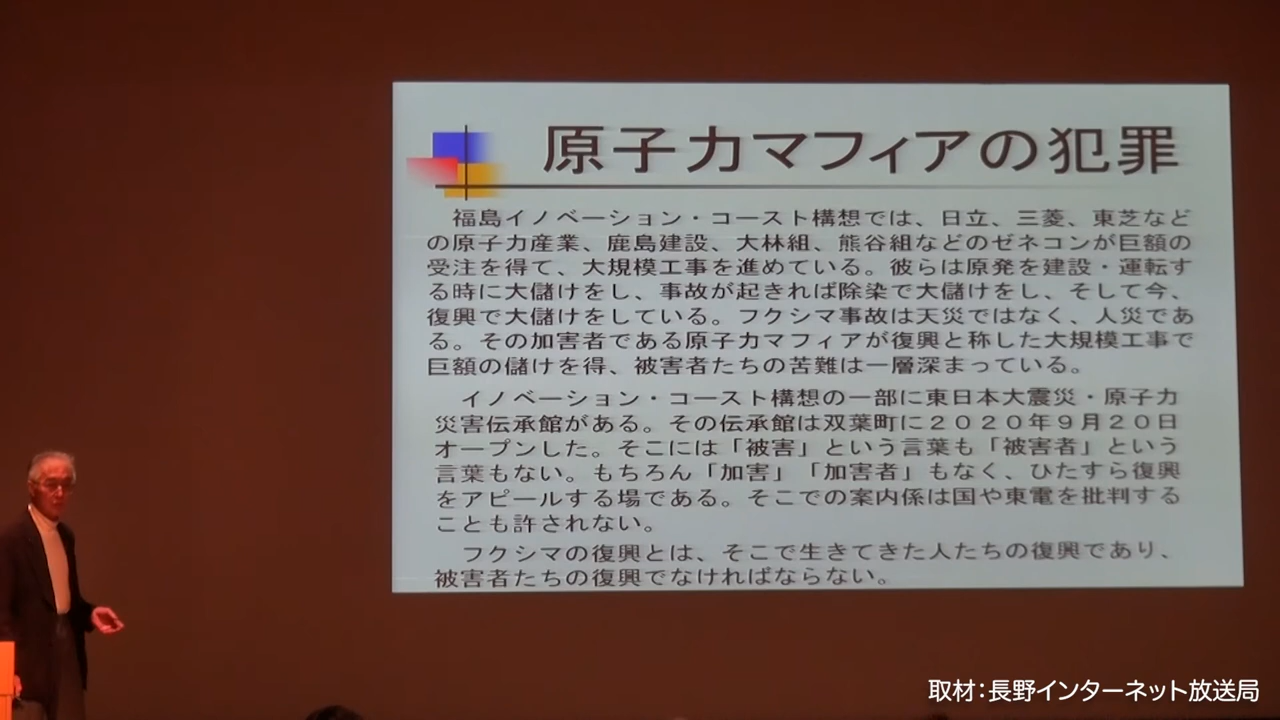 原子力マフィアの犯罪
福島イノベーション・コースト構想では、日立、三菱、東芝など
の原子力産業、鹿島建設、大林組、熊谷組などのゼネコンが巨額の
受注を得て、大規模工事を進めている。彼らは原発を建設・運転す
る時に大儲けをし、事故が起きれば除染で大儲けをし、そして今、
復興で大儲けをしている。フクシマ事故は天災ではなく、人災であ
る。その加害者である原子力マフィアが復興と称した大規模工事で
巨額の儲けを得、被害者たちの苦難は一層深まっている。
イノベーション・コースト構想の一部に東日本大震災・原子力
災害伝承館がある。その伝承館は双葉町に２０２０年９月２０日
オープンした。そこには「被害」という言葉も「被害者」という
言葉もない。もちろん「加害」「加害者」もなく、ひたすら復興
をアピールする場である。そこでの案内係は国や東電を批判する
ことも許されない。
フクシマの復興とは、そこで生きてきた人たちの復興であり、
被害者たちの復興でなければならない。
取材：長野インターネット放送局